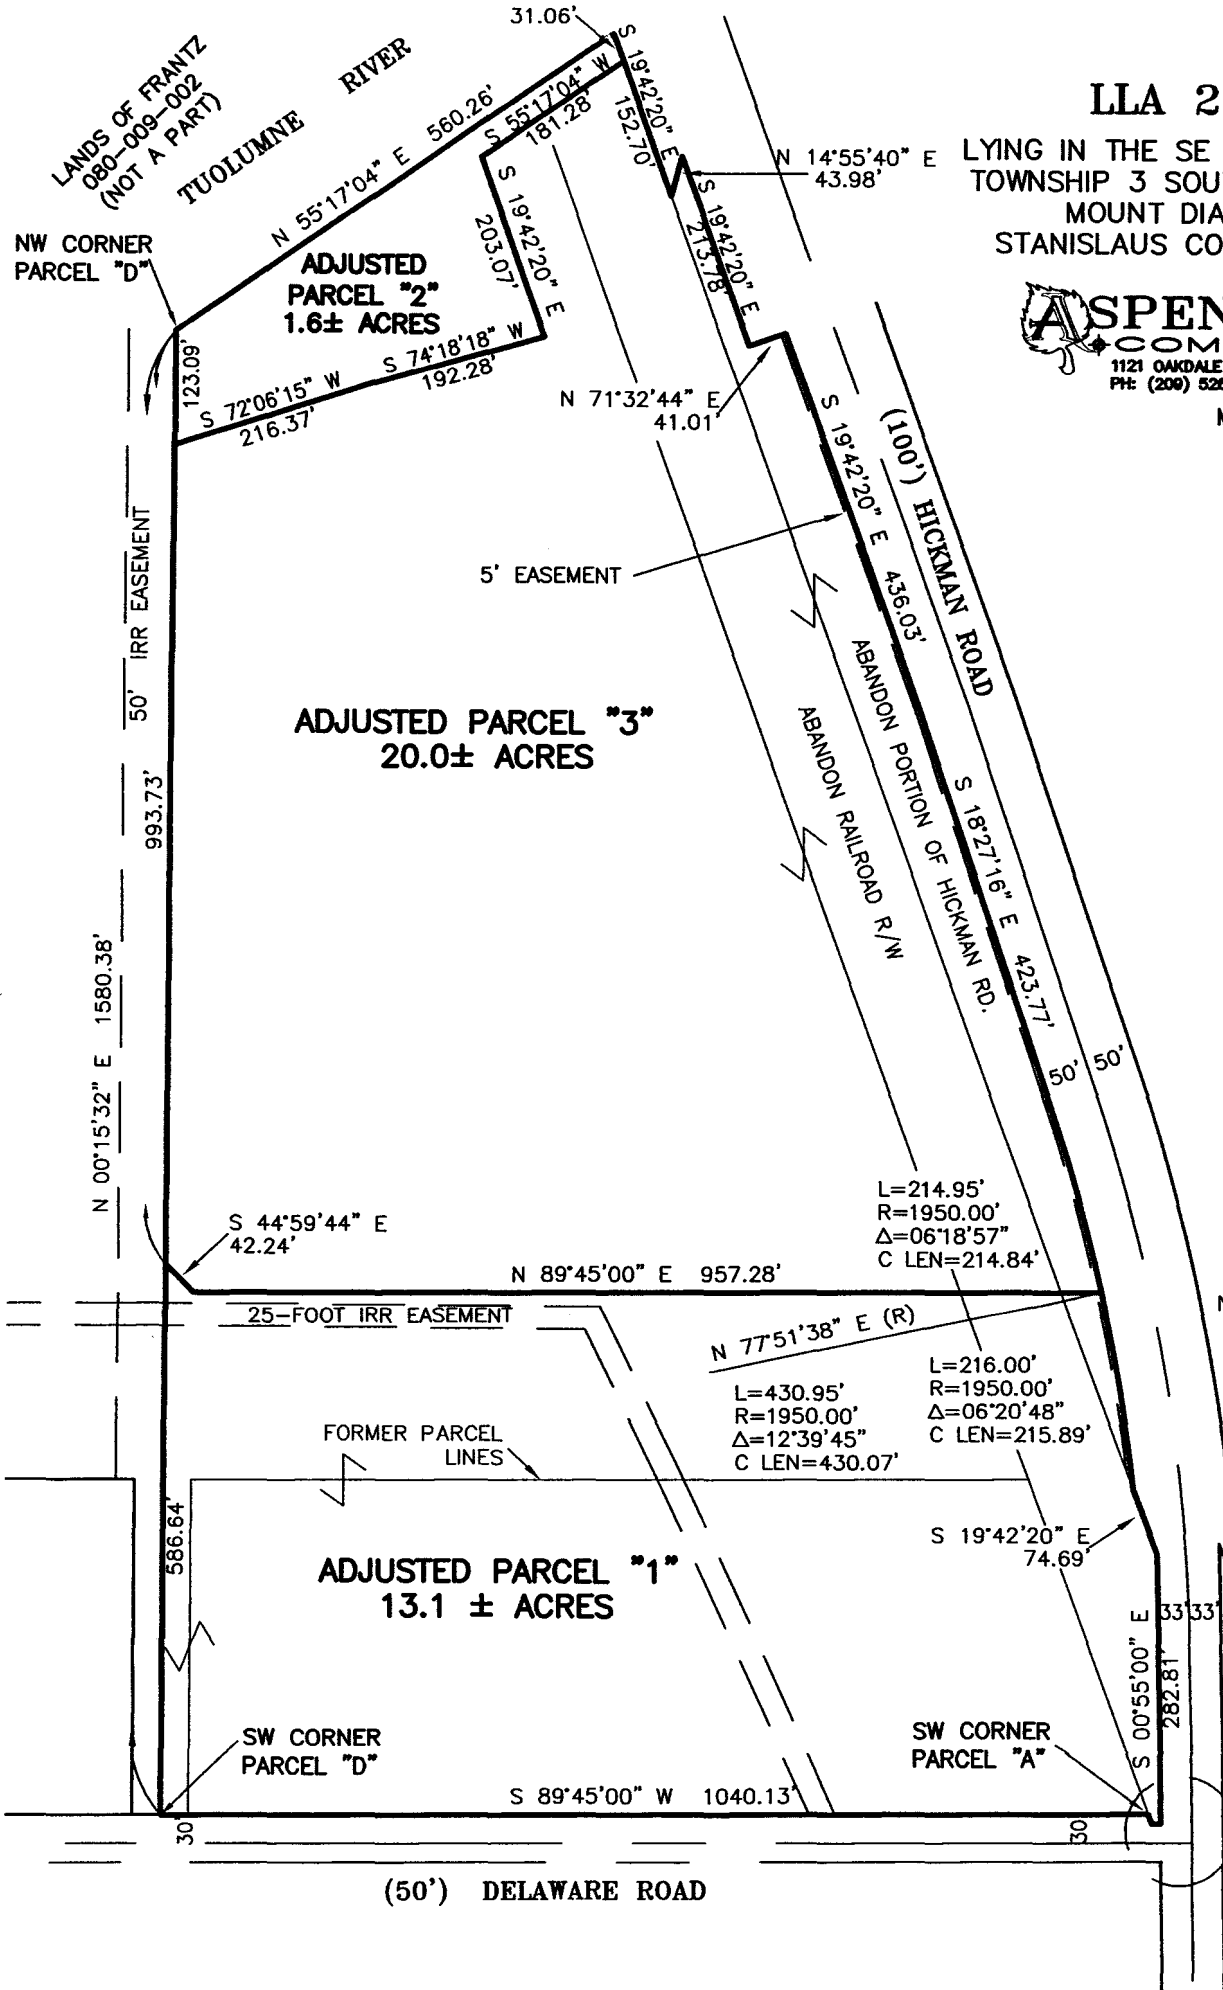 31.06'
LANDS OF FRANTZ
080-009-002
(NOT A PART)
TUOLUMNE RIVER
N 55°17'04" E 560.26'
S 55°17'04" W
181.28'
S 19°42'20" E
152.70'
N 14°55'40" E
43.98'
LLA 2
LYING IN THE SE
TOWNSHIP 3 SOU
MOUNT DIA
STANISLAUS CO
ASPEN
COM
1121 OAKDALE
PH: (209) 526
NW CORNER
PARCEL "D"
ADJUSTED
PARCEL "2"
1.6± ACRES
S 19°42'20" E
203.07'
S 19°42'20" E
213.78'
123.09'
S 72°06'15" W
216.37'
S 74°18'18" W
192.28'
N 71°32'44" E
41.01'
S 19°42'20" E 436.03'
(100') HICKMAN ROAD
50' IRR EASEMENT
5' EASEMENT
ADJUSTED PARCEL "3"
20.0± ACRES
993.73'
ABANDON PORTION OF HICKMAN RD.
ABANDON RAILROAD R/W
S 18°27'16" E 423.77'
N 00°15'32" E 1580.38'
50' 50'
L=214.95'
R=1950.00'
Δ=06°18'57"
C LEN=214.84'
S 44°59'44" E
42.24'
N 89°45'00" E 957.28'
25-FOOT IRR EASEMENT
N 77°51'38" E (R)
L=430.95'
R=1950.00'
Δ=12°39'45"
C LEN=430.07'
L=216.00'
R=1950.00'
Δ=06°20'48"
C LEN=215.89'
FORMER PARCEL
LINES
586.64'
S 19°42'20" E
74.69'
ADJUSTED PARCEL "1"
13.1 ± ACRES
33' 33'
S 00°55'00" E
282.81'
SW CORNER
PARCEL "D"
SW CORNER
PARCEL "A"
S 89°45'00" W 1040.13'
30
30
(50') DELAWARE ROAD